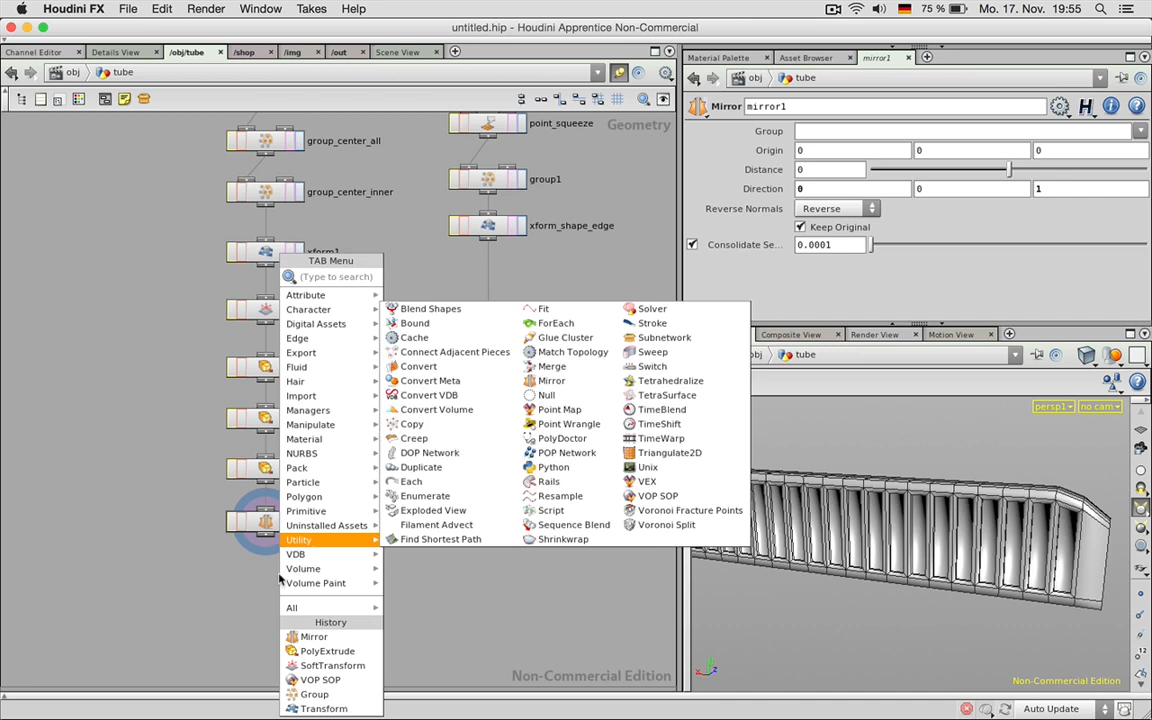 Houdini FX File Edit Render Window Takes Help 75 % Mo. 17. Nov. 19:55
untitled.hip - Houdini Apprentice Non-Commercial
Channel Editor Details View /obj/tube /shop /img /out Scene View
Material Palette Asset Browser mirror1
obj tube
obj tube
Geometry
Mirror mirror1
Group
Origin 0 0 0
Distance 0
Direction 0 0 1
Reverse Normals Reverse
Keep Original
Consolidate Se... 0.0001
point_squeeze
group_center_all
group1
group_center_inner
xform_shape_edge
xform1
TAB Menu
(Type to search)
Attribute
Character
Digital Assets
Edge
Export
Fluid
Hair
Import
Managers
Manipulate
Material
NURBS
Pack
Particle
Polygon
Primitive
Uninstalled Assets
Utility
VDB
Volume
Volume Paint
All
History
Mirror
PolyExtrude
SoftTransform
VOP SOP
Group
Transform
Blend Shapes
Bound
Cache
Connect Adjacent Pieces
Convert
Convert Meta
Convert VDB
Convert Volume
Copy
Creep
DOP Network
Duplicate
Each
Enumerate
Exploded View
Filament Advect
Find Shortest Path
Fit
ForEach
Glue Cluster
Match Topology
Merge
Mirror
Null
Point Map
Point Wrangle
PolyDoctor
POP Network
Python
Rails
Resample
Script
Sequence Blend
Shrinkwrap
Solver
Stroke
Subnetwork
Sweep
Switch
Tetrahedralize
TetraSurface
TimeBlend
TimeShift
TimeWarp
Triangulate2D
Unix
VEX
VOP SOP
Voronoi Fracture Points
Voronoi Split
Composite View Render View Motion View
obj tube
persp1 no cam
Non-Commercial Edition
Non-Commercial Edition
Auto Update